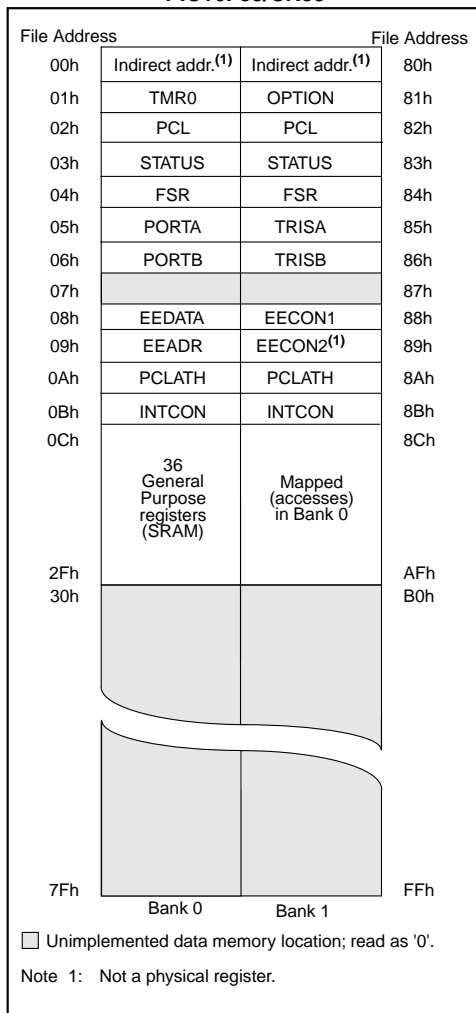 File Address File Address
00h Indirect addr.(1) Indirect addr.(1) 80h
01h TMR0 OPTION 81h
02h PCL PCL 82h
03h STATUS STATUS 83h
04h FSR FSR 84h
05h PORTA TRISA 85h
06h PORTB TRISB 86h
07h 87h
08h EEDATA EECON1 88h
09h EEADR EECON2(1) 89h
0Ah PCLATH PCLATH 8Ah
0Bh INTCON INTCON 8Bh
0Ch 8Ch
36
General
Purpose
registers
(SRAM)
Mapped
(accesses)
in Bank 0
2Fh AFh
30h B0h
7Fh FFh
Bank 0 Bank 1
Unimplemented data memory location; read as '0'.
Note 1: Not a physical register.